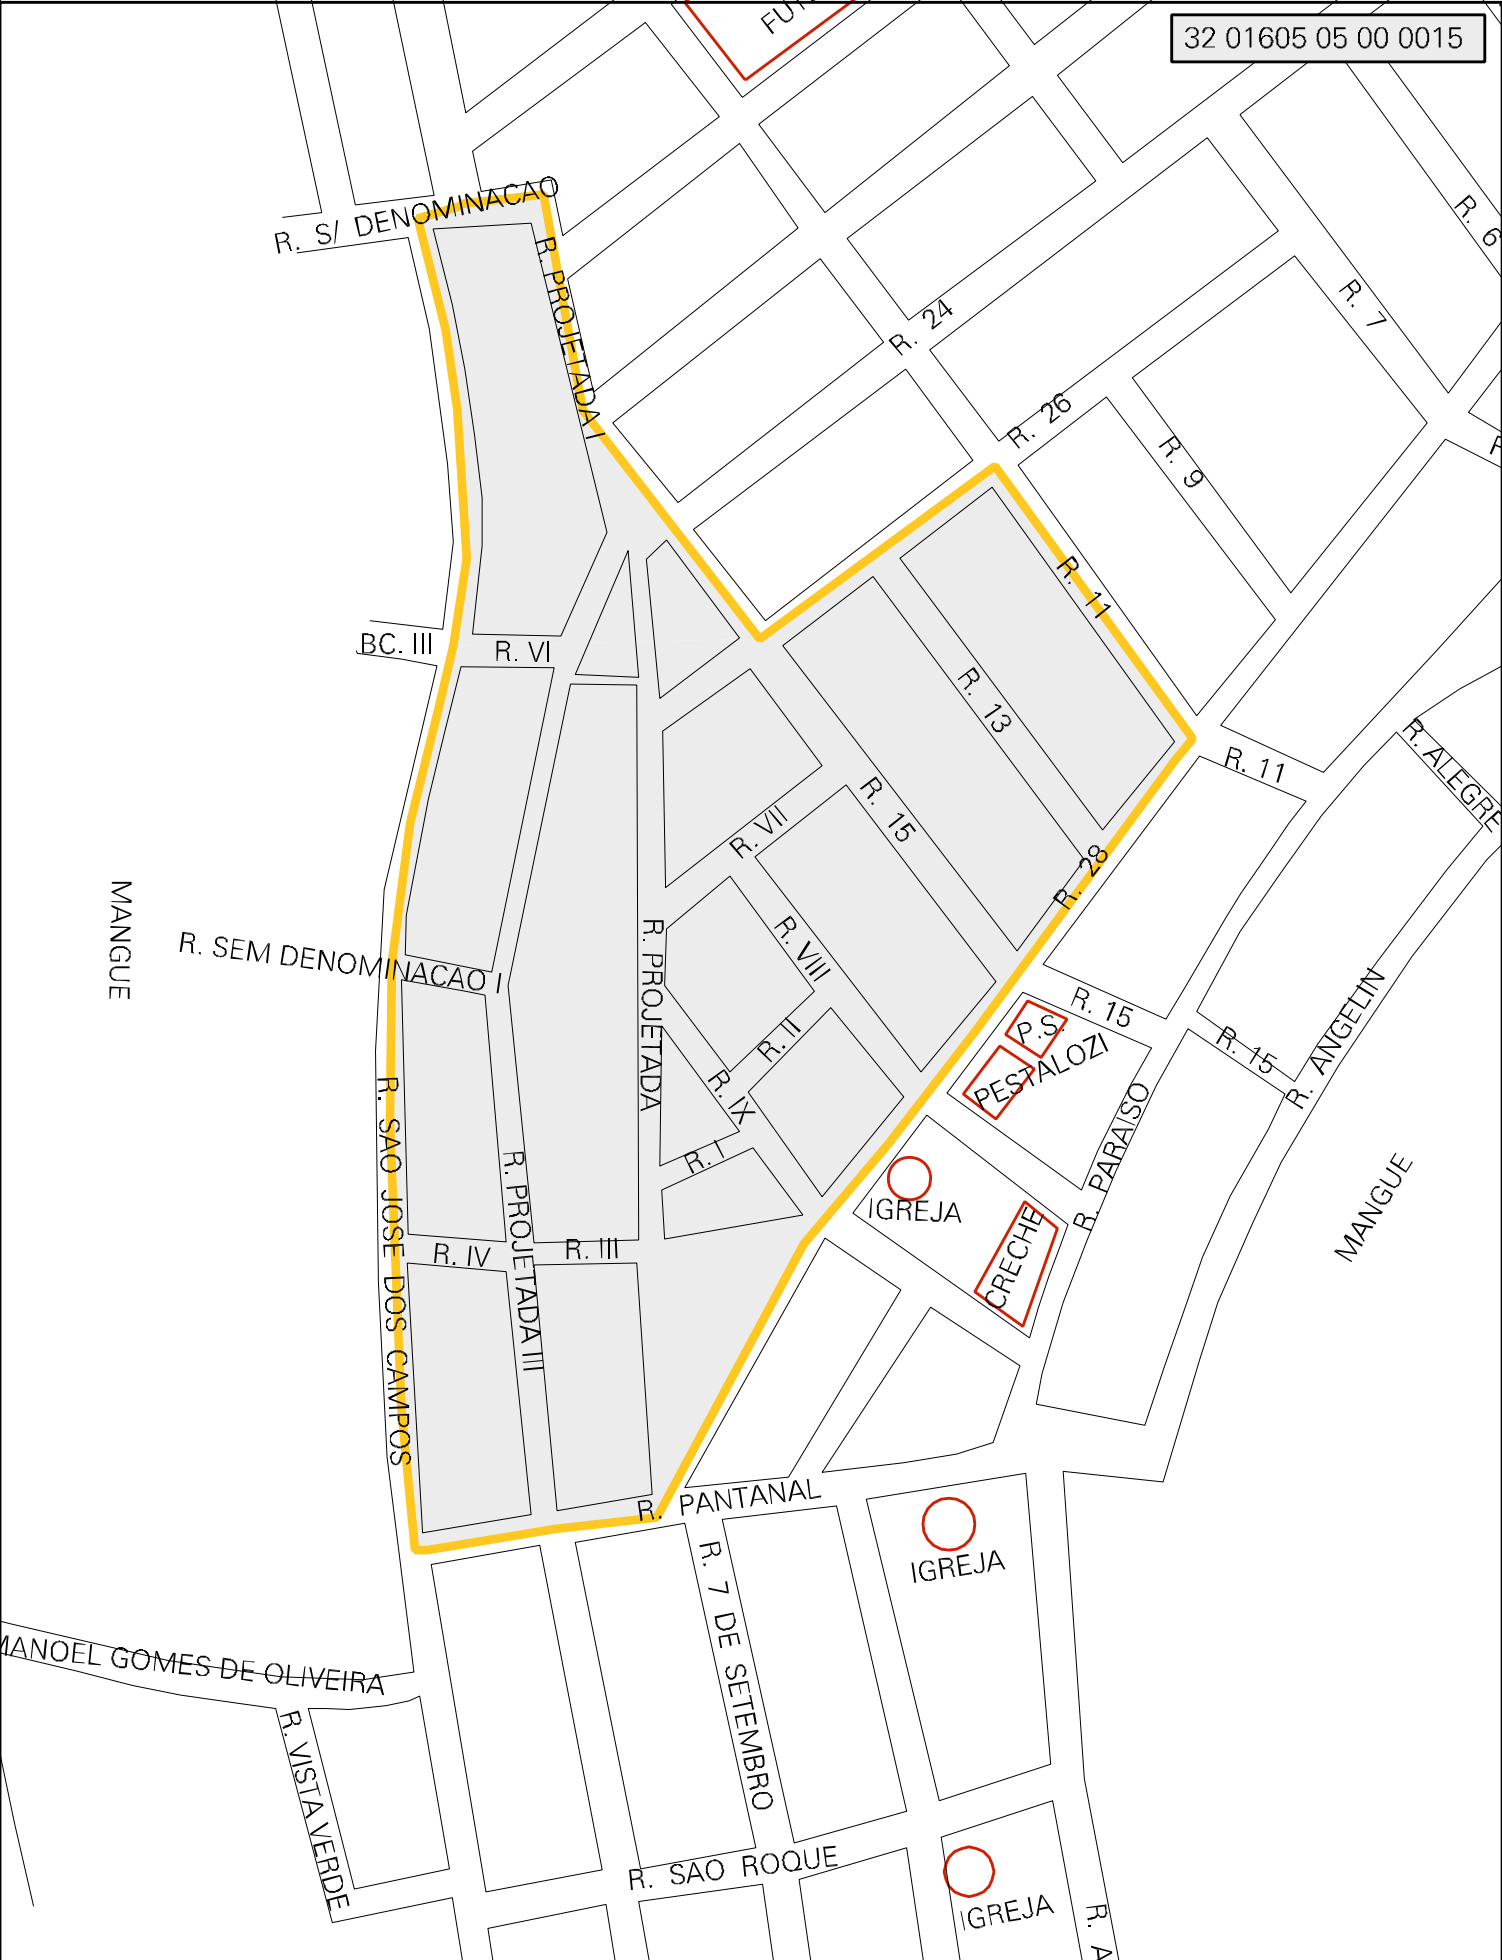 32 01605 05 00 0015
R. S/ DENOMINACAO
R. 6
R. PROJETADA I
R. 7
R. 24
R. 26
R. 9
R. 11
BC. III
R. VI
R. 13
R. 11
R. ALEGRE
R. 15
R. VII
R. 28
MANGUE
R. SEM DENOMINACAO I
R. PROJETADA
R. VIII
R. 15
P.S.
R. II
PESTALOZI
R. 15
R. ANGELIN
R. SAO JOSE DOS CAMPOS
R. IX
R. PARAISO
R. I
R. PROJETADA III
MANGUE
IGREJA
CRECHE
R. IV
R. III
R. PANTANAL
IGREJA
R. 7 DE SETEMBRO
MANOEL GOMES DE OLIVEIRA
R. VISTA VERDE
R. SAO ROQUE
IGREJA